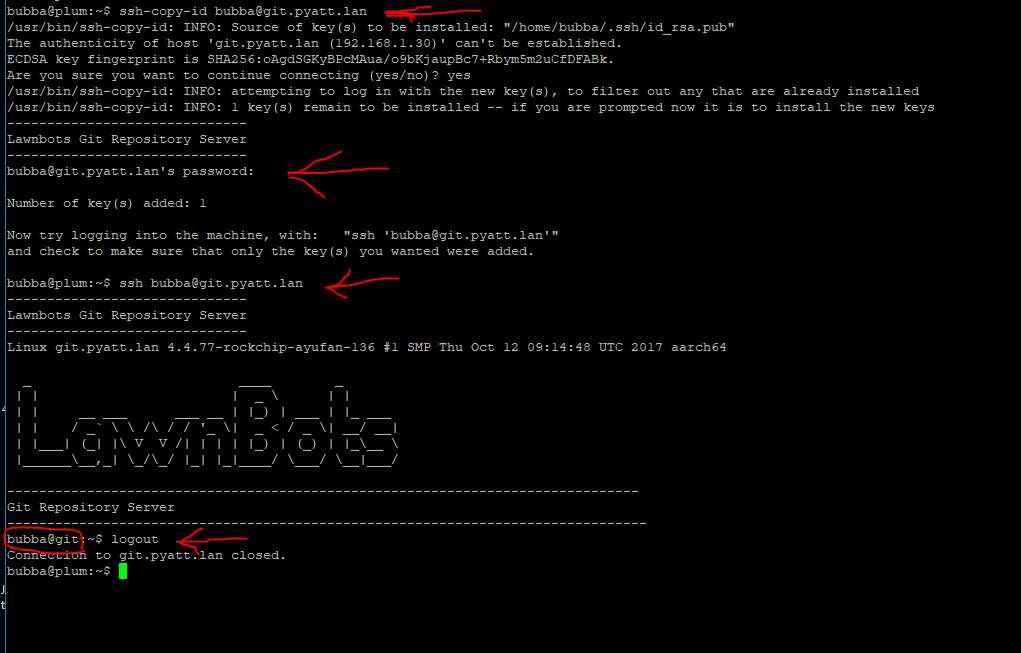 bubba@plum:~$ ssh-copy-id bubba@git.pyatt.lan
/usr/bin/ssh-copy-id: INFO: Source of key(s) to be installed: "/home/bubba/.ssh/id_rsa.pub"
The authenticity of host 'git.pyatt.lan (192.168.1.30)' can't be established.
ECDSA key fingerprint is SHA256:oAgdSGKyBPcMAua/o9bKjaupBc7+Rbym5m2uCfDFABk.
Are you sure you want to continue connecting (yes/no)? yes
/usr/bin/ssh-copy-id: INFO: attempting to log in with the new key(s), to filter out any that are already installed
/usr/bin/ssh-copy-id: INFO: 1 key(s) remain to be installed -- if you are prompted now it is to install the new keys
------------------------------
Lawnbots Git Repository Server
------------------------------
bubba@git.pyatt.lan's password:
Number of key(s) added: 1
Now try logging into the machine, with:   "ssh 'bubba@git.pyatt.lan'"
and check to make sure that only the key(s) you wanted were added.
bubba@plum:~$ ssh bubba@git.pyatt.lan
------------------------------
Lawnbots Git Repository Server
------------------------------
Linux git.pyatt.lan 4.4.77-rockchip-ayufan-136 #1 SMP Thu Oct 12 09:14:48 UTC 2017 aarch64
LawnBots
-------------------------------------------------------------------------------
Git Repository Server
--------------------------------------------------------------------------------
bubba@git:~$ logout
Connection to git.pyatt.lan closed.
bubba@plum:~$